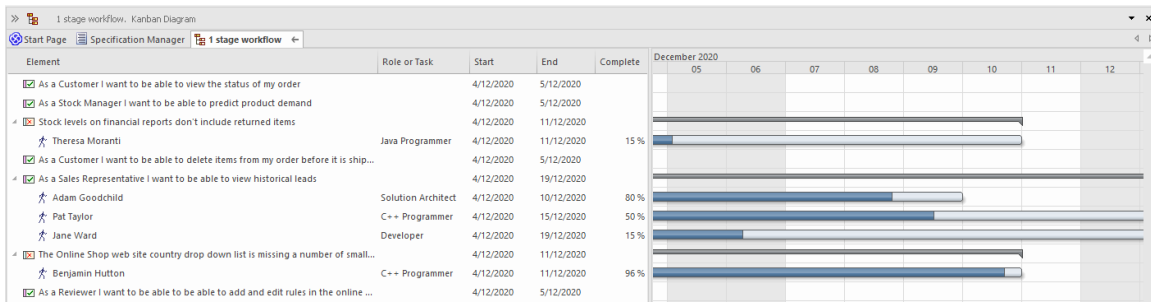 1 stage workflow. Kanban Diagram
Start Page Specification Manager 1 stage workflow
Element Role or Task Start End Complete December 2020
05 06 07 08 09 10 11 12
As a Customer I want to be able to view the status of my order 4/12/2020 5/12/2020
As a Stock Manager I want to be able to predict product demand 4/12/2020 5/12/2020
Stock levels on financial reports don't include returned items 4/12/2020 11/12/2020
Theresa Moranti Java Programmer 4/12/2020 11/12/2020 15 %
As a Customer I want to be able to delete items from my order before it is ship... 4/12/2020 5/12/2020
As a Sales Representative I want to be able to view historical leads 4/12/2020 19/12/2020
Adam Goodchild Solution Architect 4/12/2020 10/12/2020 80 %
Pat Taylor C++ Programmer 4/12/2020 15/12/2020 50 %
Jane Ward Developer 4/12/2020 19/12/2020 15 %
The Online Shop web site country drop down list is missing a number of small... 4/12/2020 11/12/2020
Benjamin Hutton C++ Programmer 4/12/2020 11/12/2020 96 %
As a Reviewer I want to be able to be able to add and edit rules in the online ... 4/12/2020 5/12/2020